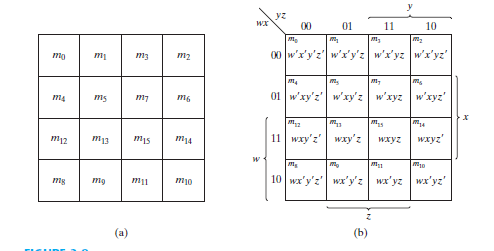 y
wx yz
00 01 11 10
m0 m1 m3 m2
m0 m1 m3 m2
00 w'x'y'z' w'x'y'z w'x'yz w'x'yz'
m4 m5 m7 m6
m4 m5 m7 m6
01 w'xy'z' w'xy'z w'xyz w'xyz'
x
m12 m13 m15 m14
m12 m13 m15 m14
11 wxy'z' wxy'z wxyz wxyz'
w
m8 m9 m11 m10
m8 m9 m11 m10
10 wx'y'z' wx'y'z wx'yz wx'yz'
z
(a) (b)